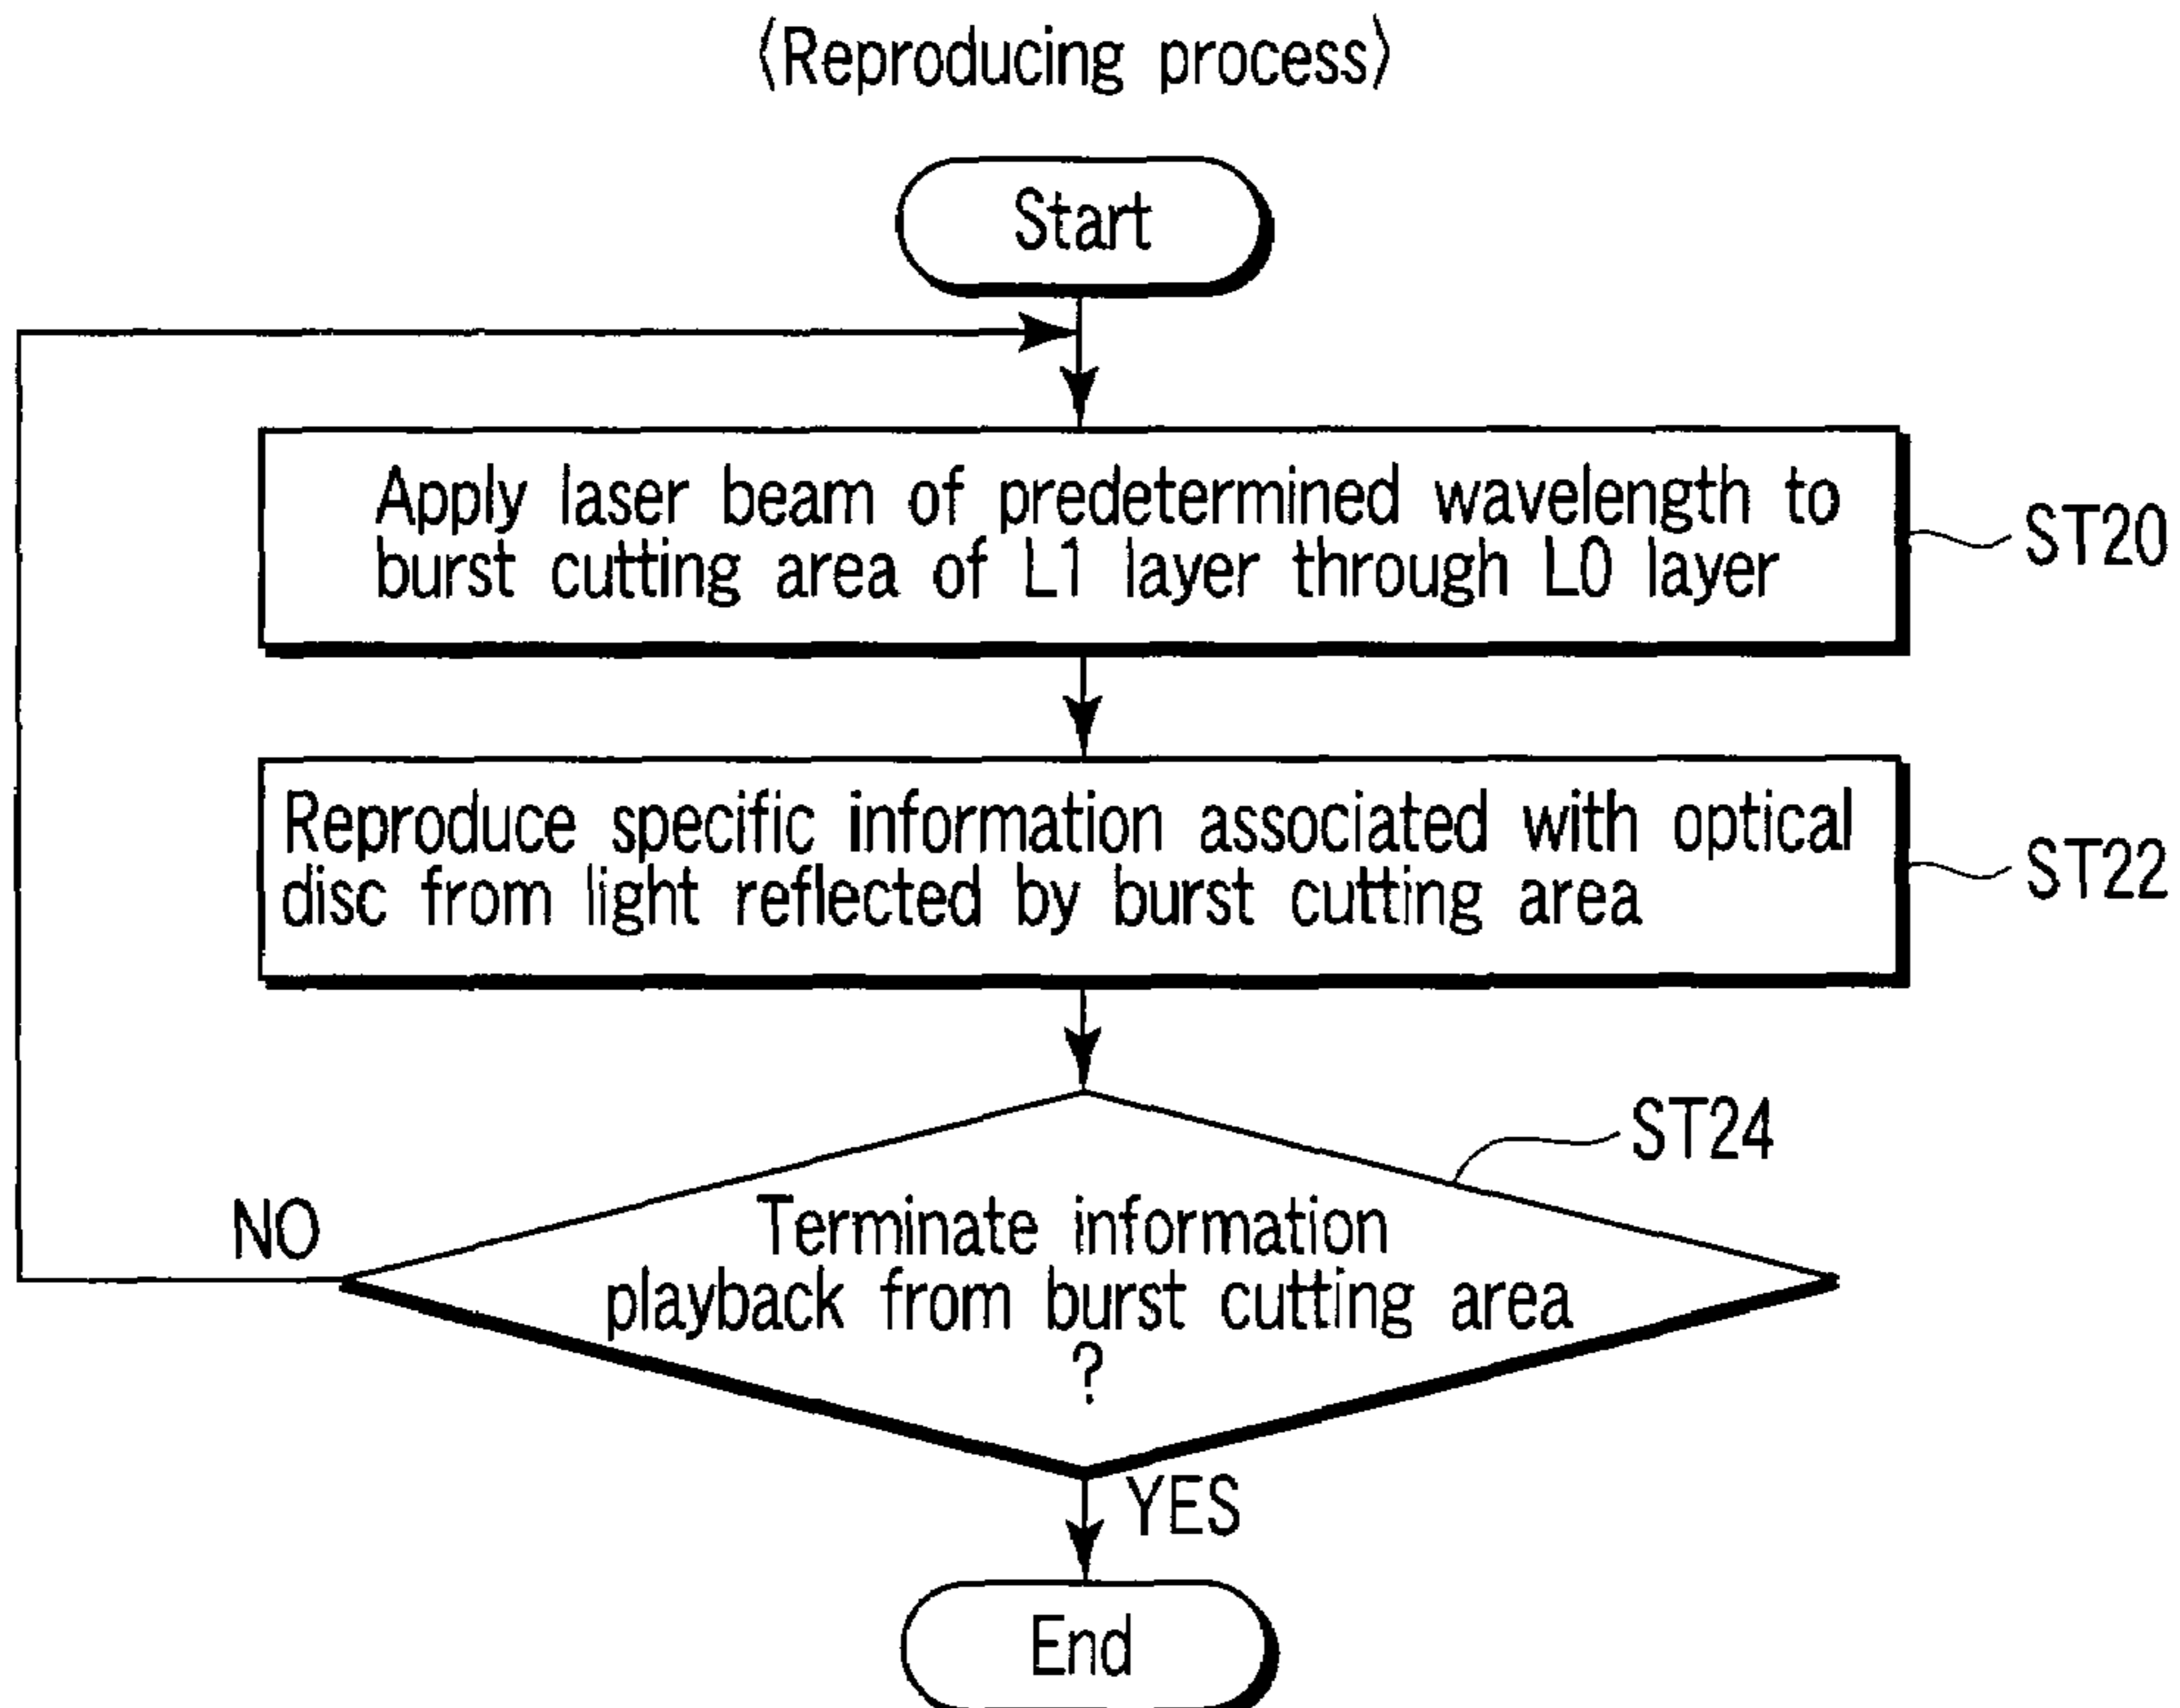 〈Reproducing process〉
Start
Apply laser beam of predetermined wavelength to
burst cutting area of L1 layer through L0 layer
ST20
Reproduce specific information associated with optical
disc from light reflected by burst cutting area
ST22
ST24
NO
Terminate information
playback from burst cutting area
?
YES
End